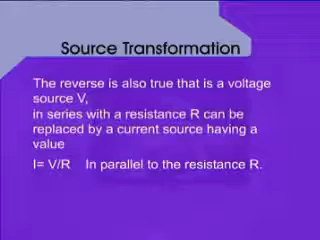 Source Transformation
The reverse is also true that is a voltage
source V,
in series with a resistance R can be
replaced by a current source having a
value
I= V/R In parallel to the resistance R.